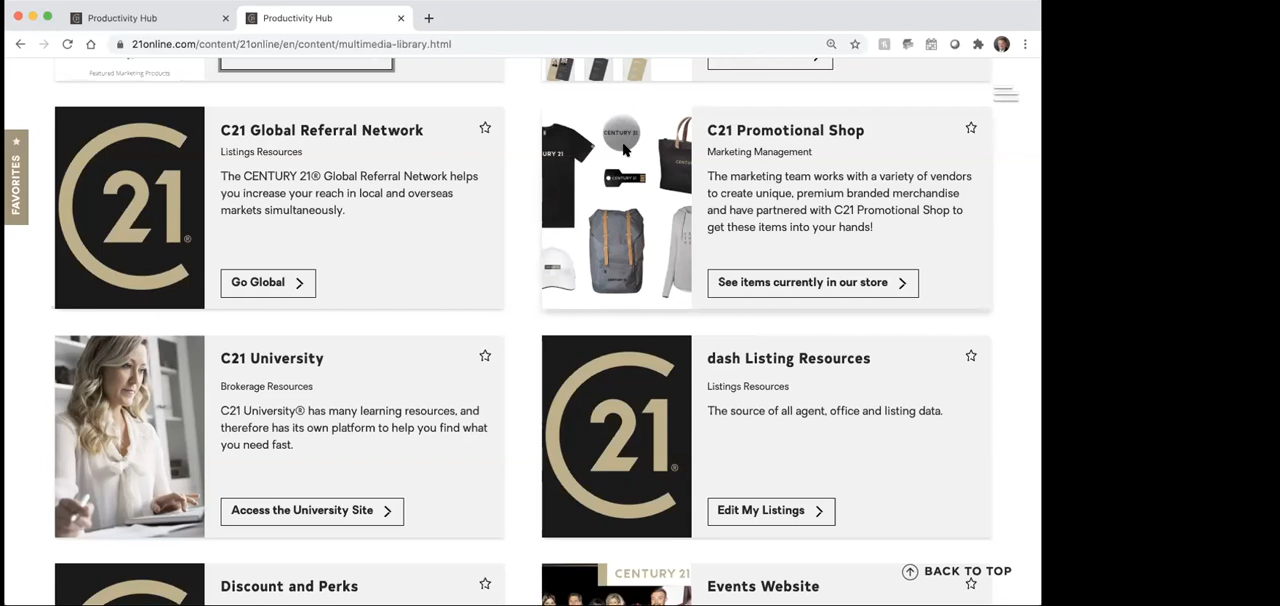 Productivity Hub
Productivity Hub
21online.com/content/21online/en/content/multimedia-library.html
Featured Marketing Products
FAVORITES
21
C21 Global Referral Network
Listings Resources
The CENTURY 21® Global Referral Network helps
you increase your reach in local and overseas
markets simultaneously.
Go Global
CENTURY 21
C21 Promotional Shop
Marketing Management
The marketing team works with a variety of vendors
to create unique, premium branded merchandise
and have partnered with C21 Promotional Shop to
get these items into your hands!
See items currently in our store
C21 University
Brokerage Resources
C21 University® has many learning resources, and
therefore has its own platform to help you find what
you need fast.
Access the University Site
21
dash Listing Resources
Listings Resources
The source of all agent, office and listing data.
Edit My Listings
Discount and Perks
CENTURY 21
Events Website
BACK TO TOP